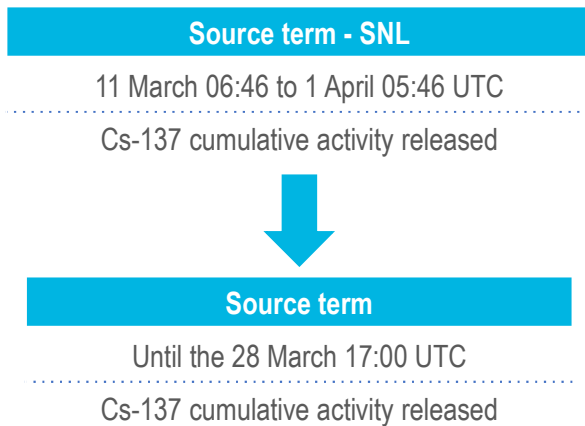 Source term - SNL
11 March 06:46 to 1 April 05:46 UTC
Cs-137 cumulative activity released
Source term
Until the 28 March 17:00 UTC
Cs-137 cumulative activity released